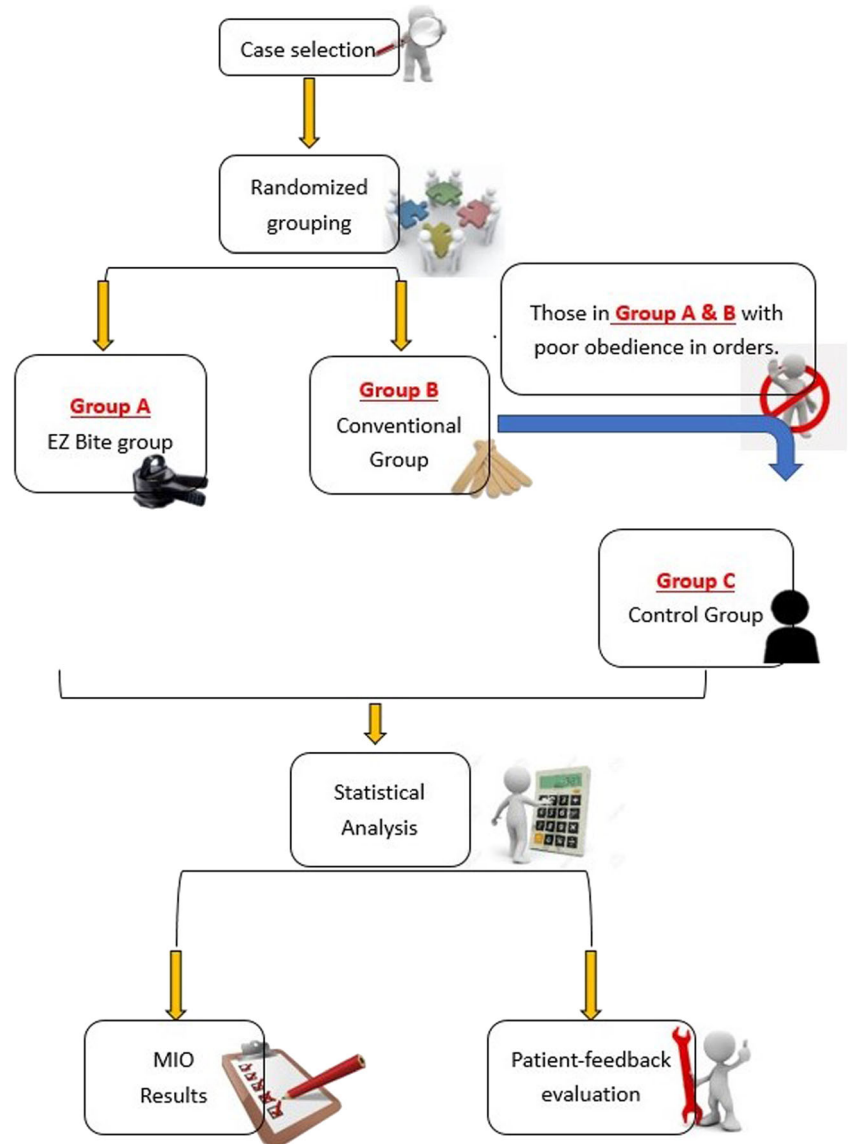 Case selection
Randomized
grouping
Those in Group A & B with
poor obedience in orders.
Group A
EZ Bite group
Group B
Conventional
Group
Group C
Control Group
Statistical
Analysis
MIO
Results
Patient-feedback
evaluation